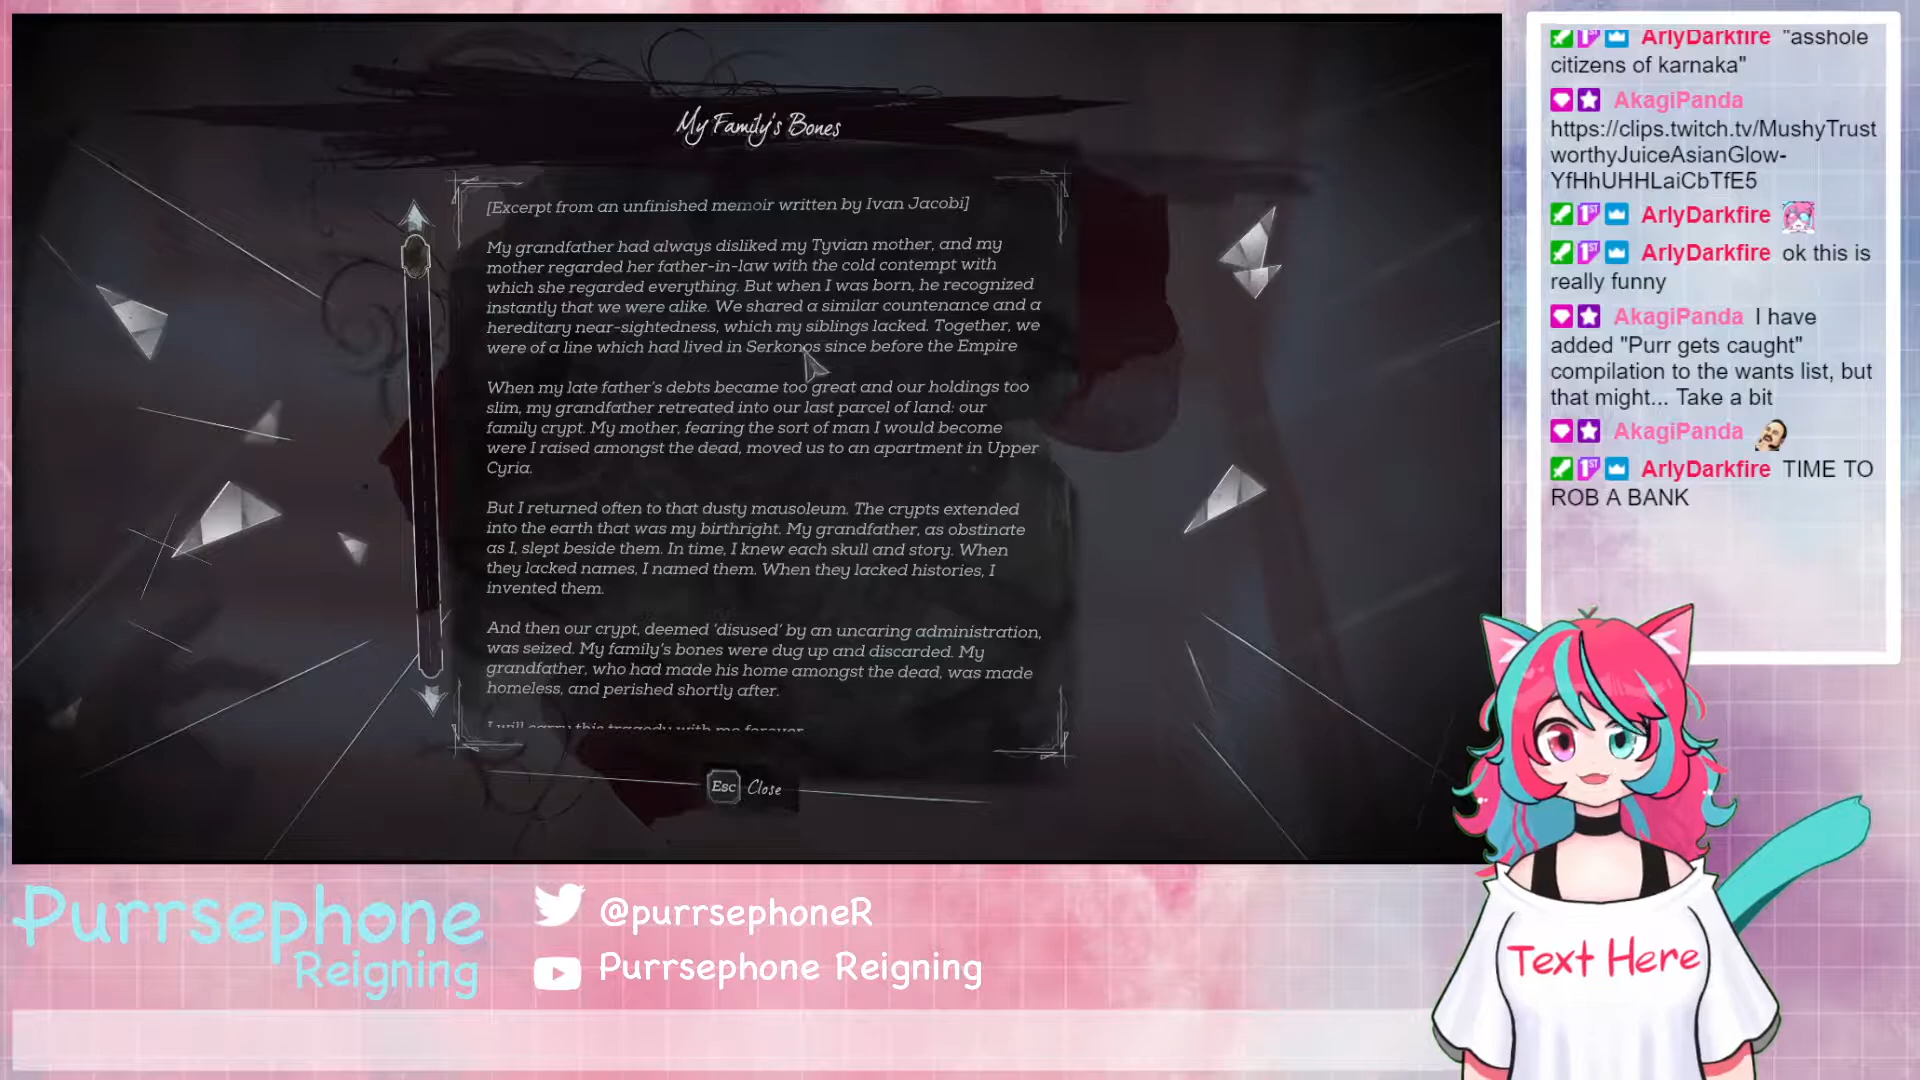 My Family's Bones
[Excerpt from an unfinished memoir written by Ivan Jacobi]
My grandfather had always disliked my Tyvian mother, and my
mother regarded her father-in-law with the cold contempt with
which she regarded everything. But when I was born, he recognized
instantly that we were alike. We shared a similar countenance and a
hereditary near-sightedness, which my siblings lacked. Together, we
were of a line which had lived in Serkonos since before the Empire
When my late father's debts became too great and our holdings too
slim, my grandfather retreated into our last parcel of land: our
family crypt. My mother, fearing the sort of man I would become
were I raised amongst the dead, moved us to an apartment in Upper
Cyria.
But I returned often to that dusty mausoleum. The crypts extended
into the earth that was my birthright. My grandfather, as obstinate
as I, slept beside them. In time, I knew each skull and story. When
they lacked names, I named them. When they lacked histories, I
invented them.
And then our crypt, deemed 'disused' by an uncaring administration,
was seized. My family's bones were dug up and discarded. My
grandfather, who had made his home amongst the dead, was made
homeless, and perished shortly after.
I will carry this tragedy with me forever
Esc Close
ArlyDarkfire "asshole
citizens of karnaka"
AkagiPanda
https://clips.twitch.tv/MushyTrust
worthyJuiceAsianGlow-
YfHhUHHLaiCbTfE5
ArlyDarkfire
ArlyDarkfire ok this is
really funny
AkagiPanda I have
added "Purr gets caught"
compilation to the wants list, but
that might... Take a bit
AkagiPanda
ArlyDarkfire TIME TO
ROB A BANK
Purrsephone
Reigning
@purrsephoneR
Purrsephone Reigning
Text Here